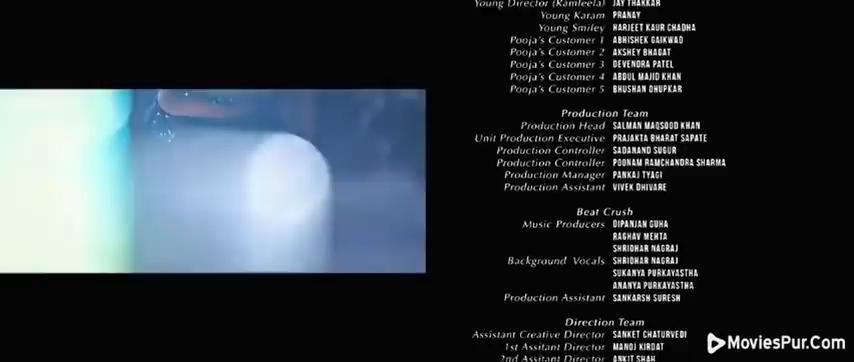 Young Director (Ramleela) JAY THAKKAR
Young Karam PRANAY
Young Smiley HARJEET KAUR CHADHA
Pooja's Customer 1 ABHISHEK GAIKWAD
Pooja's Customer 2 AKSHEY BHAGAT
Pooja's Customer 3 DEVENDRA PATEL
Pooja's Customer 4 ABDUL MAJID KHAN
Pooja's Customer 5 BHUSHAN DHUPKAR
Production Team
Production Head SALMAN MAQSOOD KHAN
Unit Production Executive PRAJAKTA BHARAT SAPATE
Production Controller SADANAND SUGUR
Production Controller POONAM RAMCHANDRA SHARMA
Production Manager PANKAJ TYAGI
Production Assistant VIVEK DHIVARE
Beat Crush
Music Producers DIPANJAN GUHA
RAGHAV MEHTA
SHRIDHAR NAGRAJ
Background Vocals SHRIDHAR NAGRAJ
SUKANYA PURKAYASTHA
ANANYA PURKAYASTHA
Production Assistant SANKARSH SURESH
Direction Team
Assistant Creative Director SANKET CHATURVEDI
1st Assitant Director MANOJ KIRDAT
2nd Assitant Director ANKIT SHAH
MoviesPur.Com